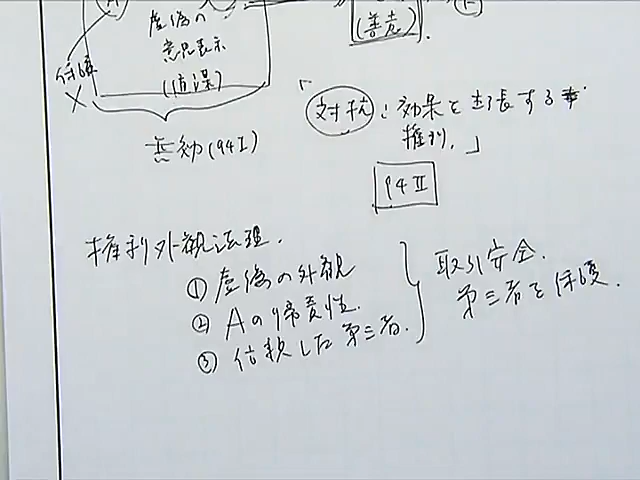 A
虚偽の
意思表示
(通謀)
保護
×
無効(94Ⅰ)
(善意)
「対抗:効果を主張する
権利.」
94Ⅱ
権利外観法理.
① 虚偽の外観
② Aの帰責性.
③ 信頼した第三者.
取引安全.
第三者を保護.